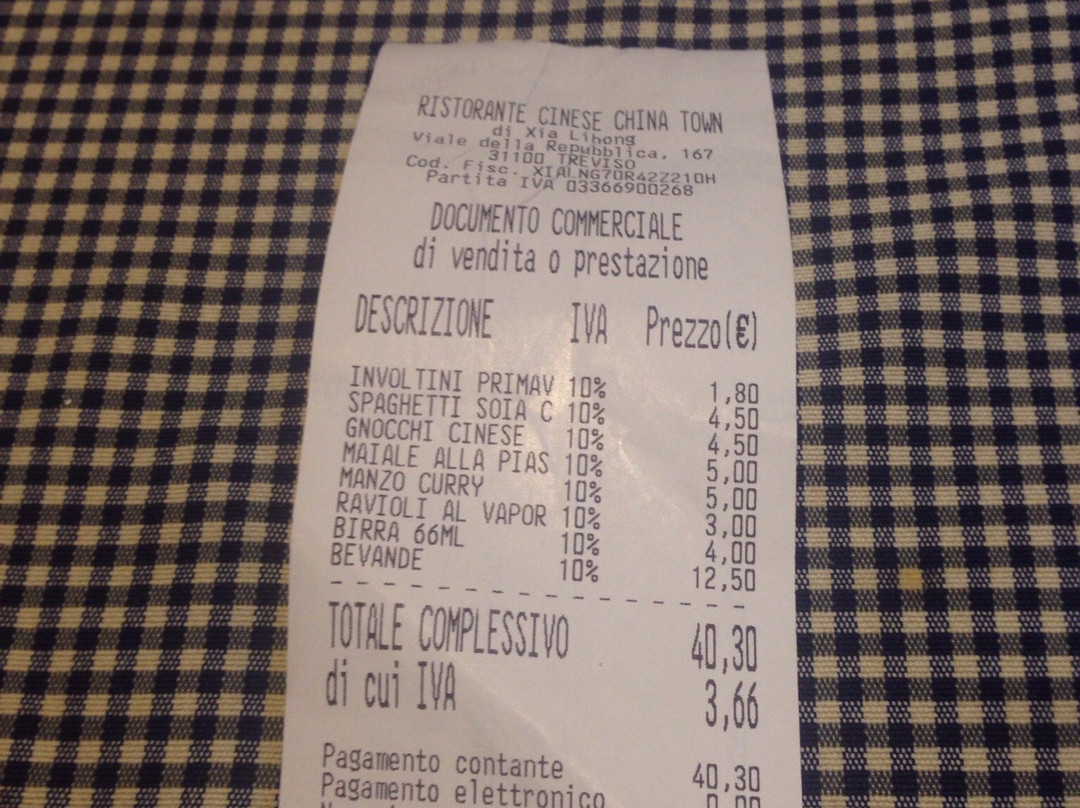 RISTORANTE CINESE CHINA TOWN
di Xia Lihong
Viale della Repubblica, 167
31100 TREVISO
Cod. Fisc. XIALNG70R42Z210H
Partita IVA 03366900268
DOCUMENTO COMMERCIALE
di vendita o prestazione
DESCRIZIONE IVA Prezzo(€)
INVOLTINI PRIMAV 10% 1,80
SPAGHETTI SOIA C 10% 4,50
GNOCCHI CINESE 10% 4,50
MAIALE ALLA PIAS 10% 5,00
MANZO CURRY 10% 5,00
RAVIOLI AL VAPOR 10% 3,00
BIRRA 66ML 10% 4,00
BEVANDE 10% 12,50
TOTALE COMPLESSIVO 40,30
di cui IVA 3,66
Pagamento contante 40,30
Pagamento elettronico 0,00